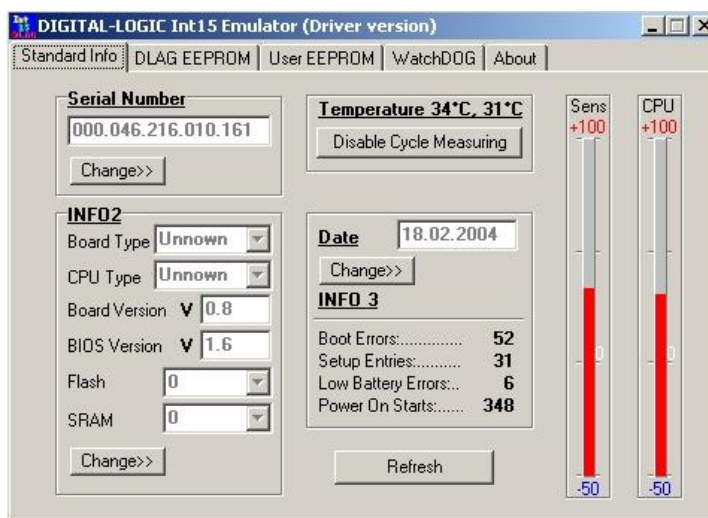 DIGITAL-LOGIC Int15 Emulator (Driver version)
Standard Info DLAG EEPROM User EEPROM WatchDOG About
Serial Number
000.046.216.010.161
Change>>
Temperature 34°C, 31°C
Disable Cycle Measuring
INFO2
Board Type Unnown
CPU Type Unnown
Board Version V 0.8
BIOS Version V 1.6
Flash 0
SRAM 0
Change>>
Date 18.02.2004
Change>>
INFO 3
Boot Errors:.............. 52
Setup Entries:.......... 31
Low Battery Errors:.. 6
Power On Starts:...... 348
Refresh
Sens
+100
0
-50
CPU
+100
0
-50